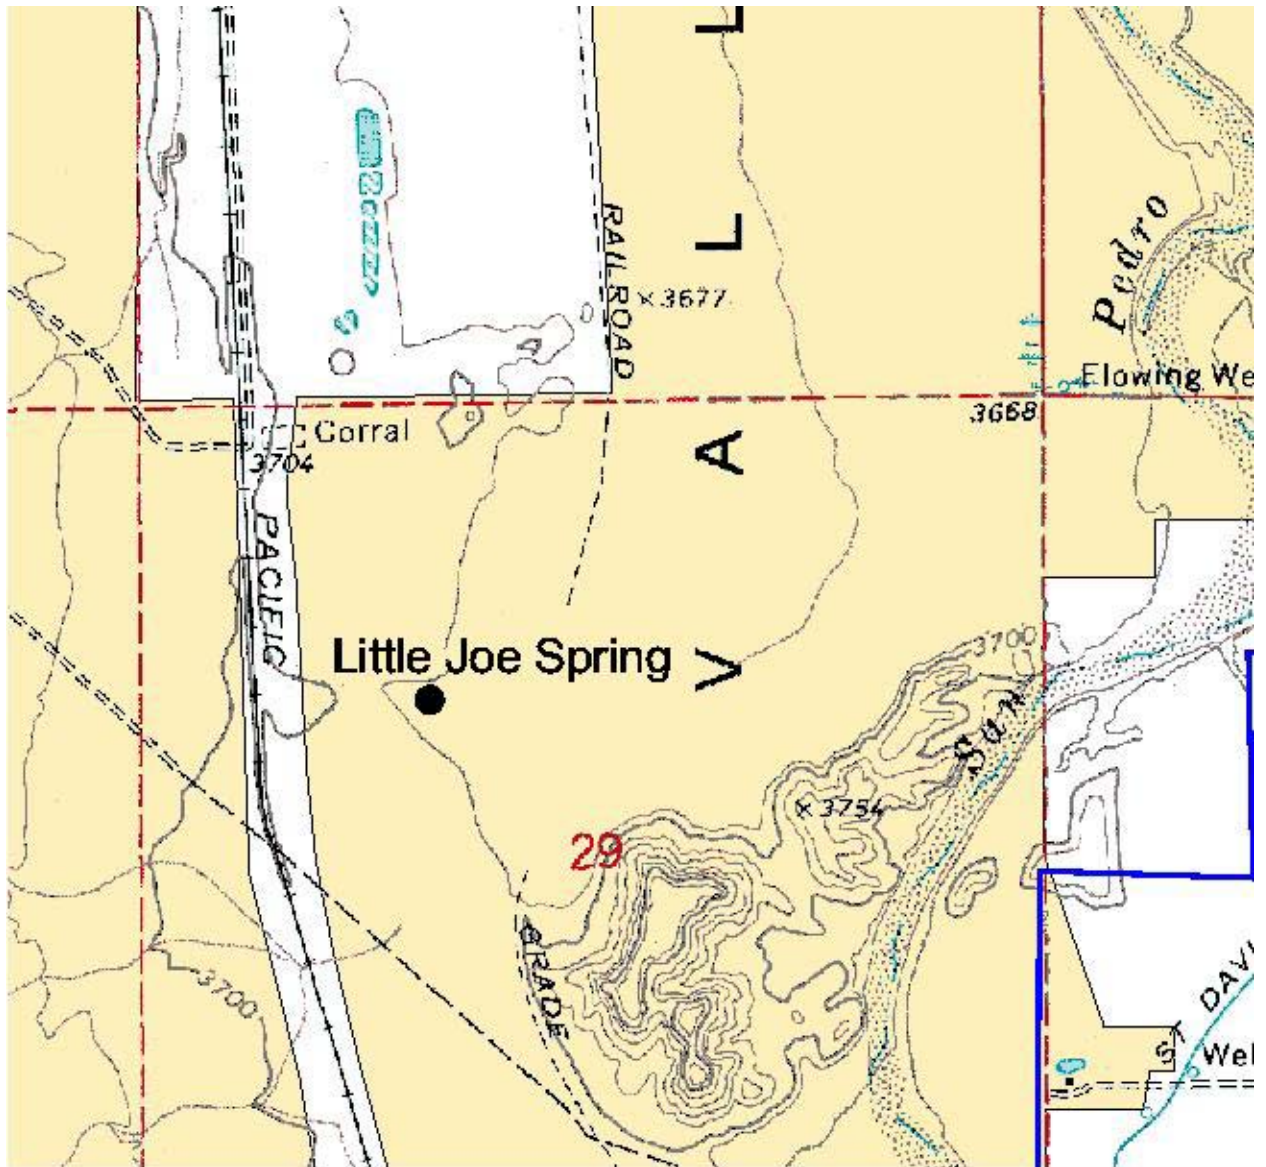 L
L
A
V
RAILROAD
×3677
Pedro
Flowing We
3668
Corral
3704
PACIFIC
Little Joe Spring
3700
San
×3754
29
GRADE
3700
ST DAVI
Wel